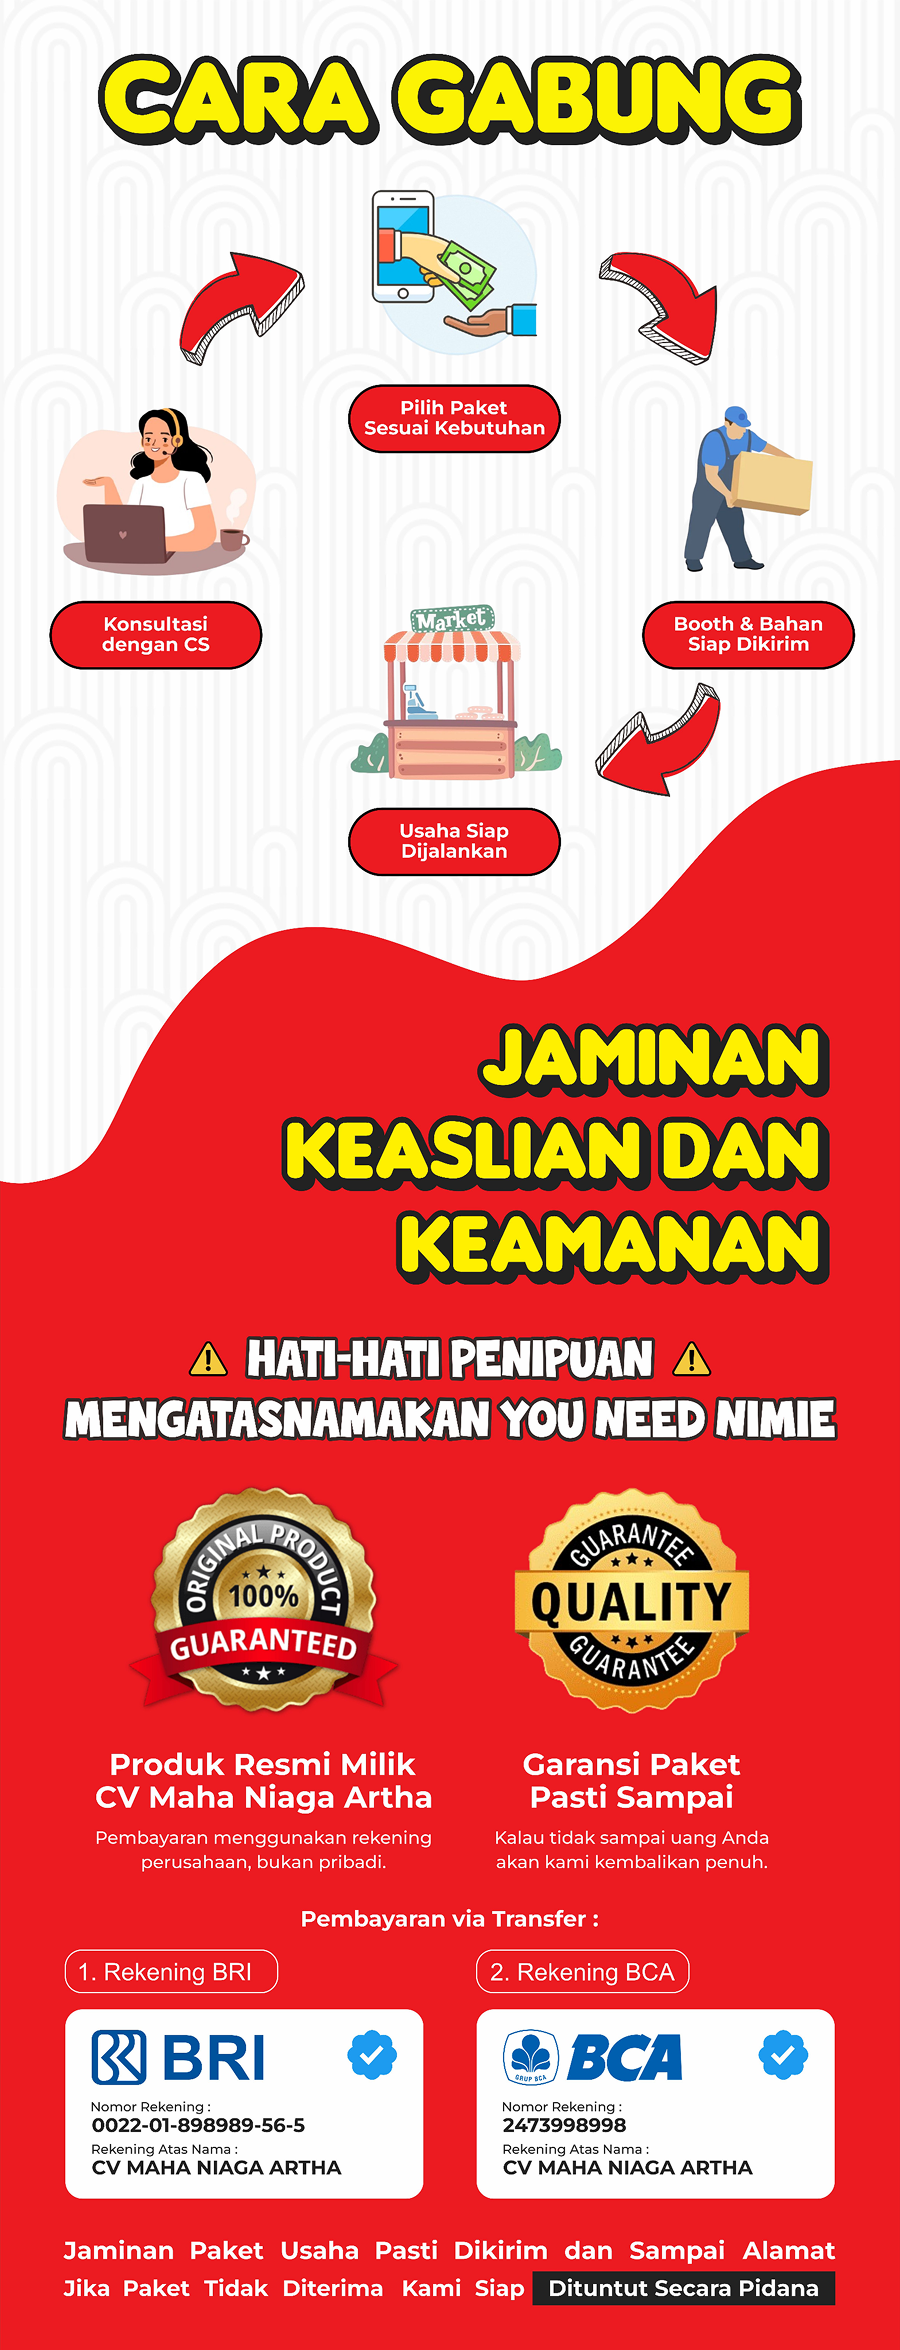 CARA GABUNG
Pilih Paket
Sesuai Kebutuhan
Konsultasi
dengan CS
Booth & Bahan
Siap Dikirim
Market
Usaha Siap
Dijalankan
JAMINAN
KEASLIAN DAN
KEAMANAN
HATI-HATI PENIPUAN
MENGATASNAMAKAN YOU NEED NIMIE
ORIGINAL PRODUCT
100%
GUARANTEED
GUARANTEE
QUALITY
GUARANTEE
Produk Resmi Milik
CV Maha Niaga Artha
Pembayaran menggunakan rekening
perusahaan, bukan pribadi.
Garansi Paket
Pasti Sampai
Kalau tidak sampai uang Anda
akan kami kembalikan penuh.
Pembayaran via Transfer :
1. Rekening BRI
BRI
Nomor Rekening :
0022-01-898989-56-5
Rekening Atas Nama :
CV MAHA NIAGA ARTHA
2. Rekening BCA
GRUP BCA
BCA
Nomor Rekening :
2473998998
Rekening Atas Nama :
CV MAHA NIAGA ARTHA
Jaminan Paket Usaha Pasti Dikirim dan Sampai Alamat
Jika Paket Tidak Diterima Kami Siap Dituntut Secara Pidana